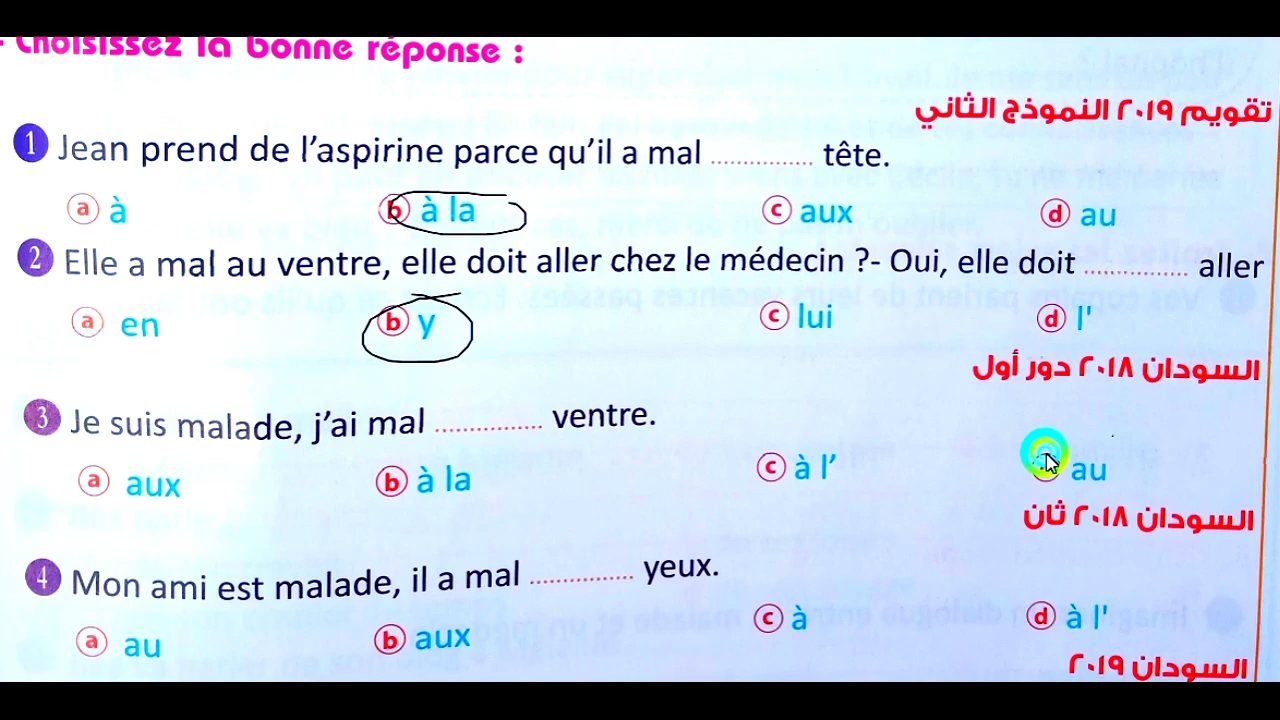 - Choisissez la bonne réponse :
تقويم ٢٠١٩ النموذج الثاني
1 Jean prend de l’aspirine parce qu’il a mal .............. tête.
a à b à la c aux d au
2 Elle a mal au ventre, elle doit aller chez le médecin ?- Oui, elle doit .............. aller
a en b y c lui d l'
السودان ٢٠١٨ دور أول
3 Je suis malade, j’ai mal .............. ventre.
a aux b à la c à l’ au
السودان ٢٠١٨ ثان
4 Mon ami est malade, il a mal .............. yeux.
a au b aux c à d à l'
السودان ٢٠١٩